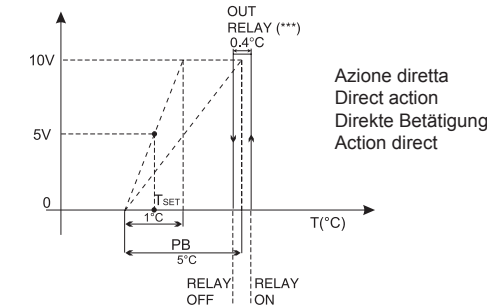 OUT
RELAY (***)
0.4°C
10V
5V
0
TSET
1°C
T(°C)
PB
5°C
RELAY OFF
RELAY ON
Azione diretta
Direct action
Direkte Betätigung
Action direct